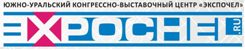 ЮЖНО-УРАЛЬСКИЙ КОНГРЕССНО-ВЫСТАВОЧНЫЙ ЦЕНТР «ЭКСПОЧЕЛ»
EXPOCHEL
.RU